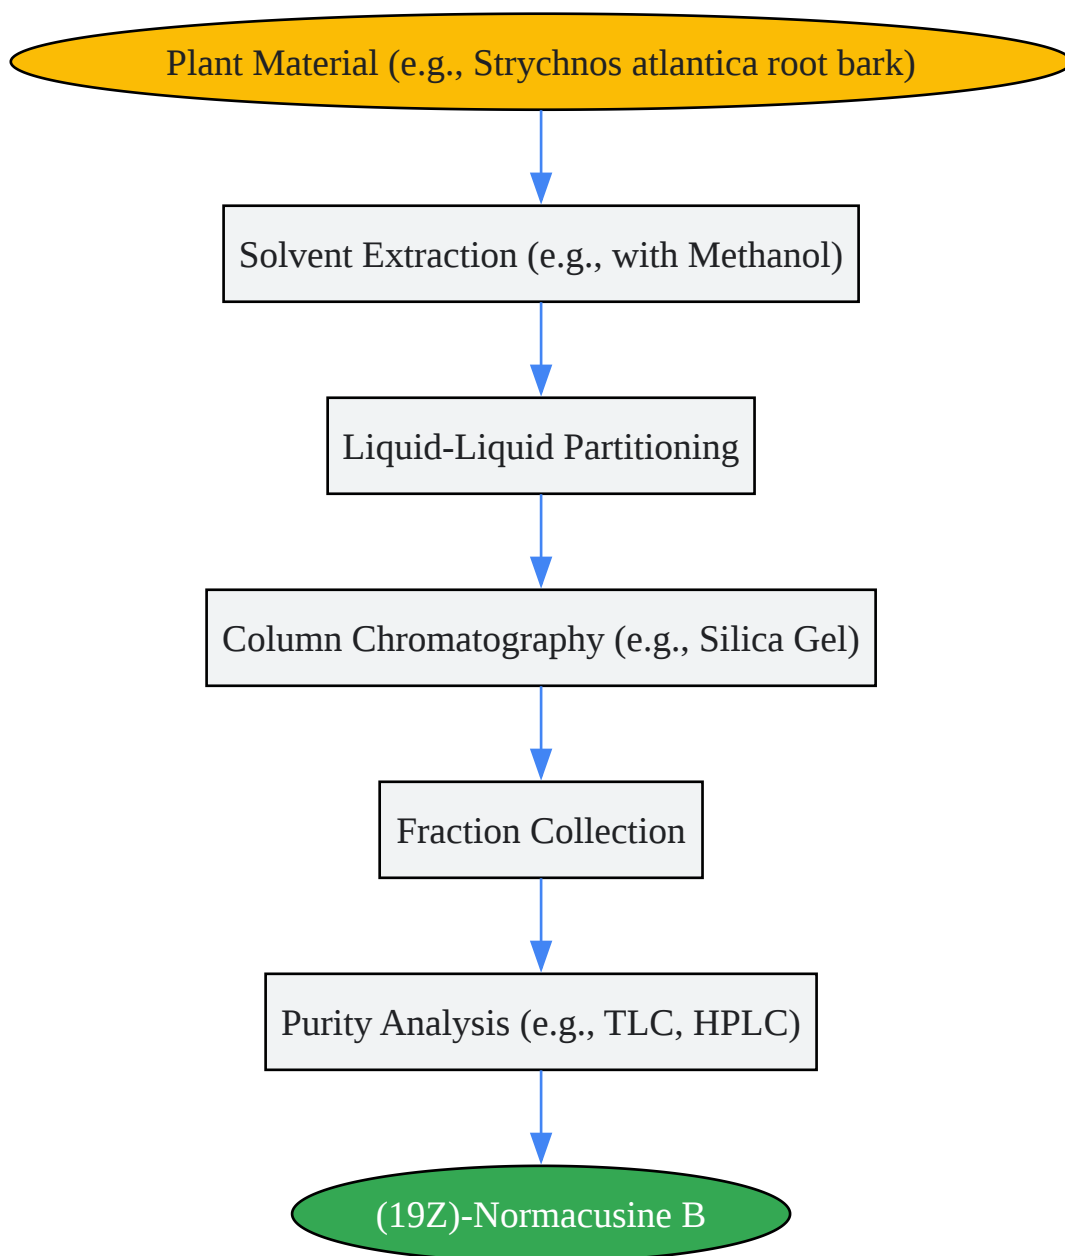 Plant Material (e.g., Strychnos atlantica root bark)
Solvent Extraction (e.g., with Methanol)
Liquid-Liquid Partitioning
Column Chromatography (e.g., Silica Gel)
Fraction Collection
Purity Analysis (e.g., TLC, HPLC)
(19Z)-Normacusine B